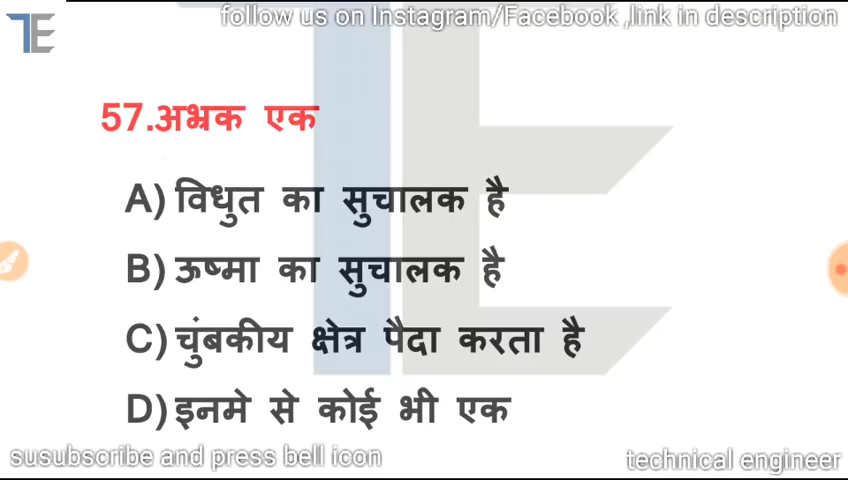 follow us on Instagram/Facebook ,link in description
TE
57.अभ्रक एक
A) विधुत का सुचालक है
B) ऊष्मा का सुचालक है
C) चुंबकीय क्षेत्र पैदा करता है
D) इनमे से कोई भी एक
susubscribe and press bell icon
technical engineer